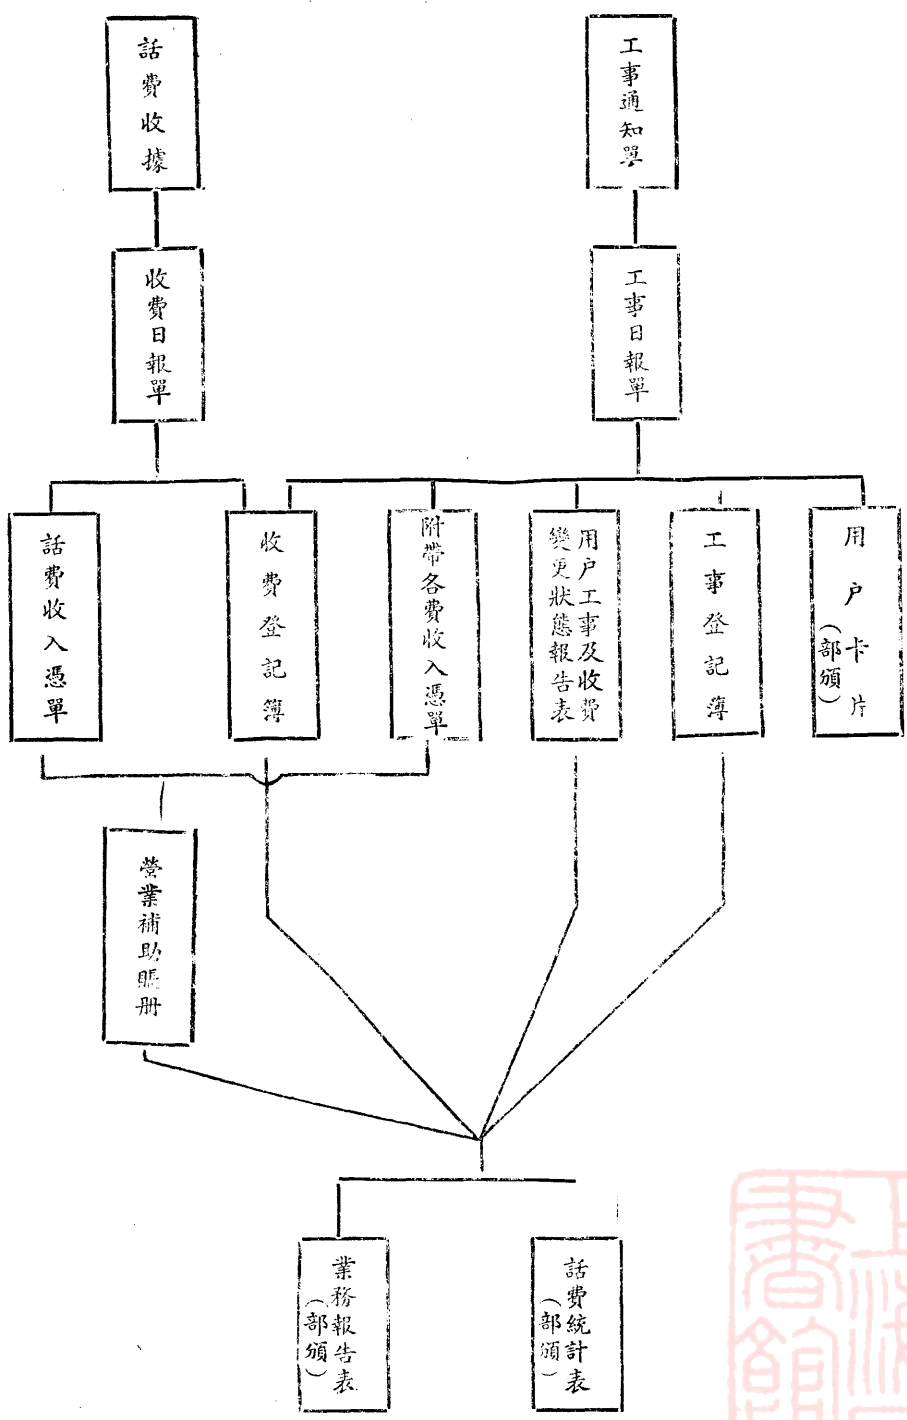 工事通知單
話費收據
工事日報單
收費日報單
用户卡片
（部頒）
工事登記簿
用户工事及收費
變更狀態報告表
附帶各費收入憑單
收費登記簿
話費收入憑單
營業補助賬册
話費統計表
（部頒）
業務報告表
（部頒）